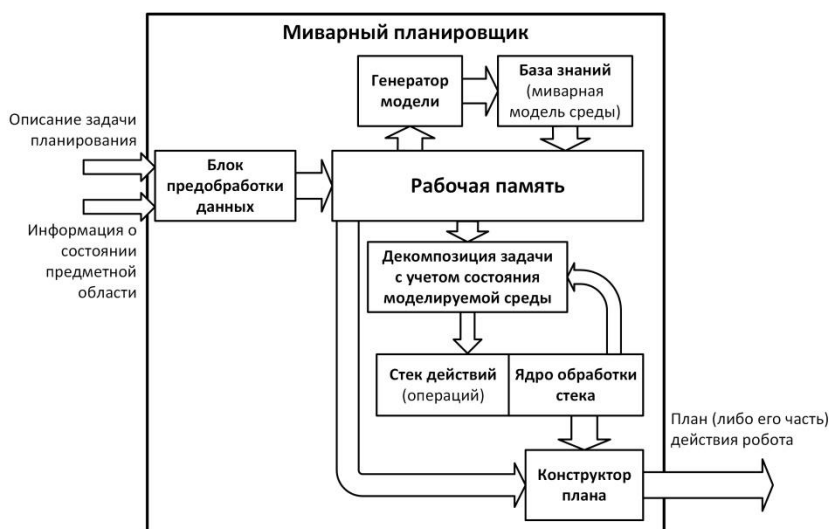 Миварный планировщик
Генератор
модели
База знаний
(миварная
модель среды)
Описание задачи
планирования
Блок
предобработки
данных
Рабочая память
Информация о
состоянии
предметной
области
Декомпозиция задачи
с учетом состояния
моделируемой среды
Стек действий
(операций)
Ядро обработки
стека
План (либо его часть)
действия робота
Конструктор
плана